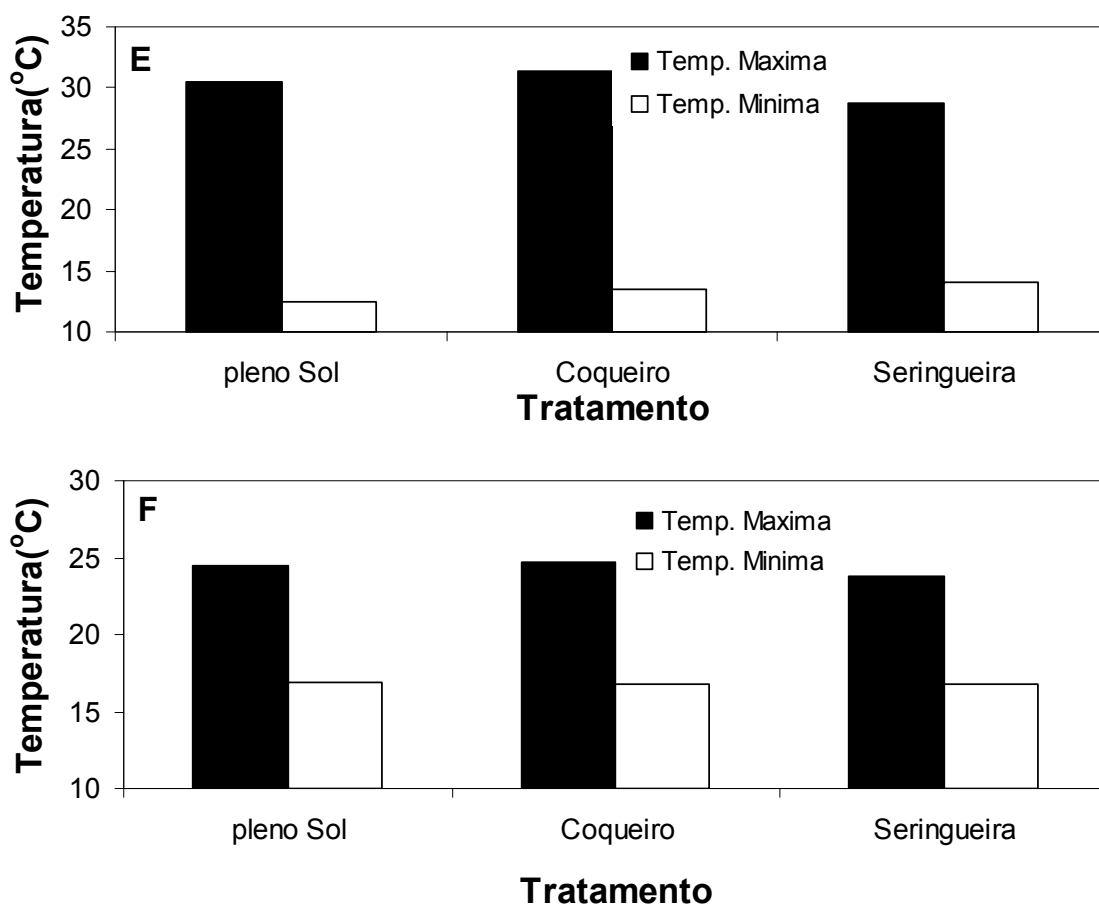 E
Temp. Maxima
Temp. Minima
Temperatura(°C)
35
30
25
20
15
10
pleno Sol Coqueiro Seringueira
Tratamento
F
Temp. Maxima
Temp. Minima
Temperatura(°C)
30
25
20
15
10
pleno Sol Coqueiro Seringueira
Tratamento